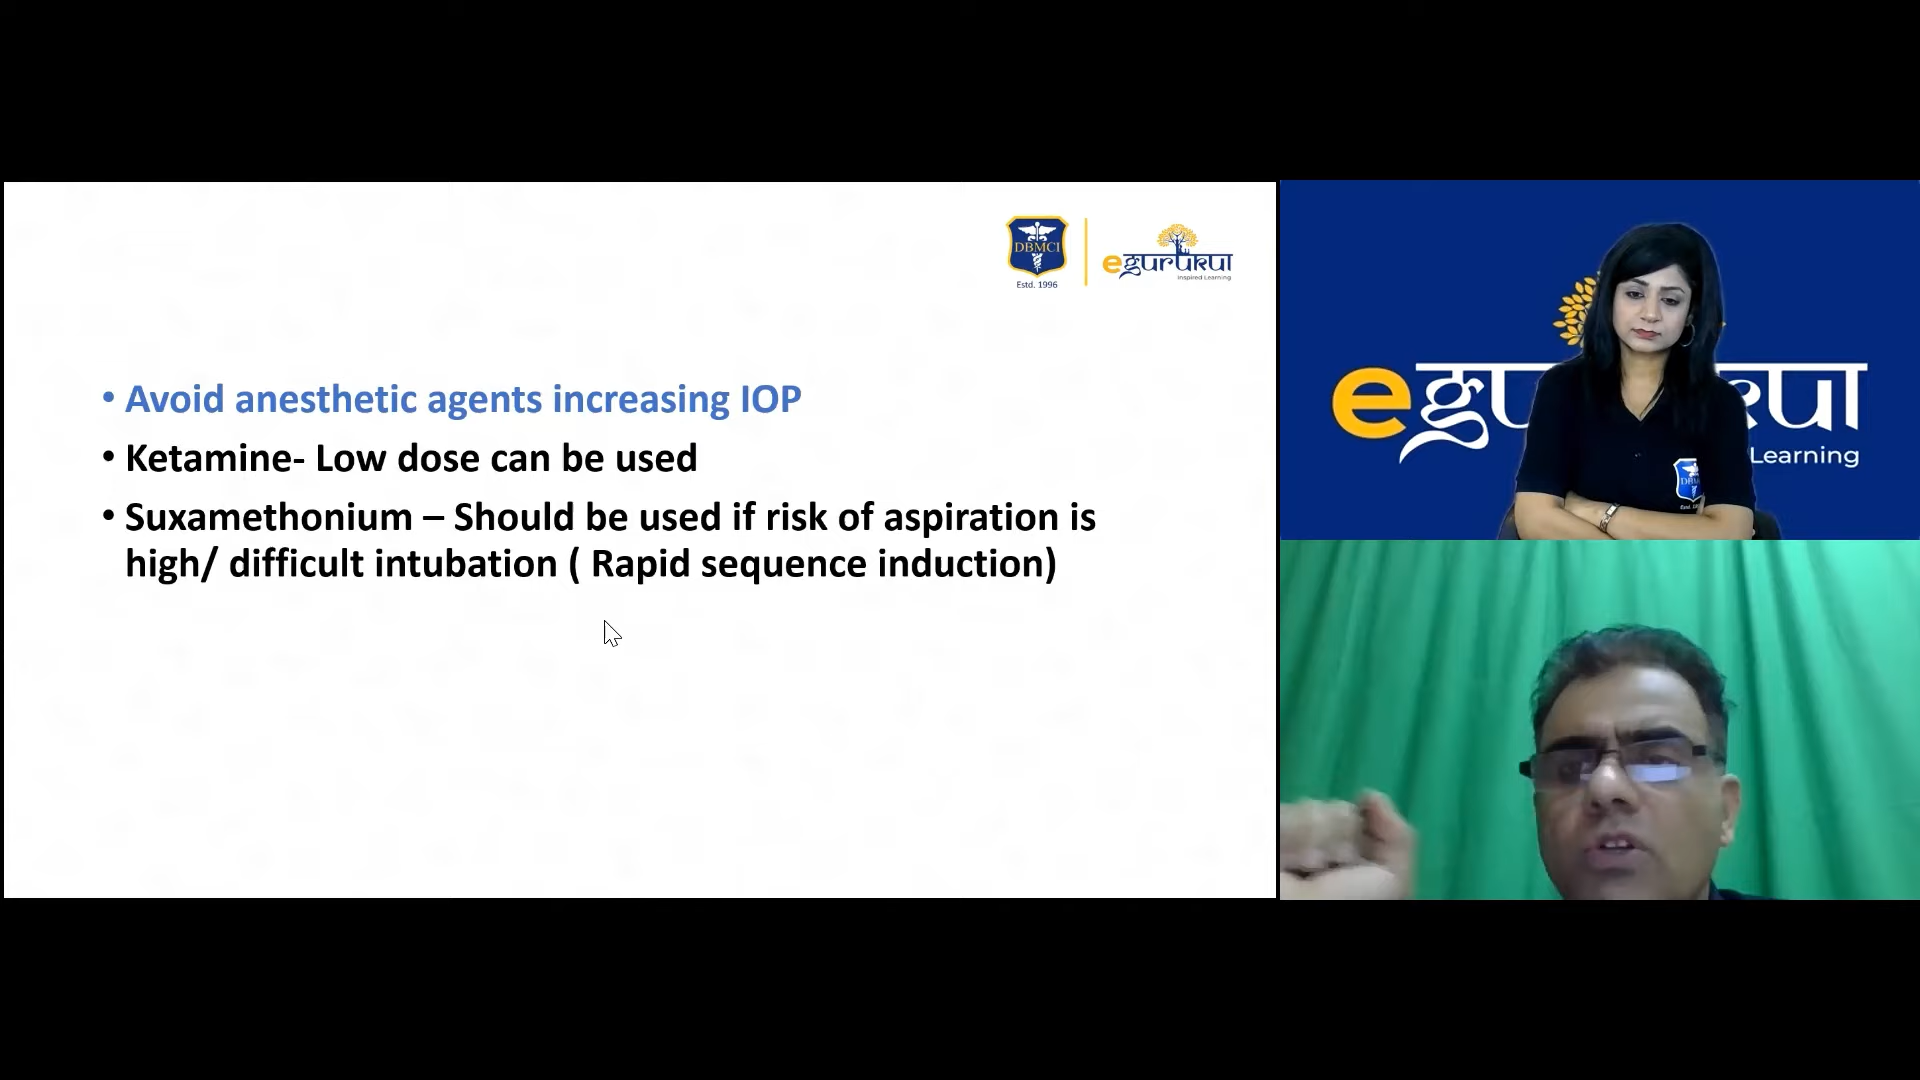 DBMCI
Estd. 1996
egurukul
Inspired Learning
• Avoid anesthetic agents increasing IOP
• Ketamine- Low dose can be used
• Suxamethonium – Should be used if risk of aspiration is
high/ difficult intubation ( Rapid sequence induction)
Learning